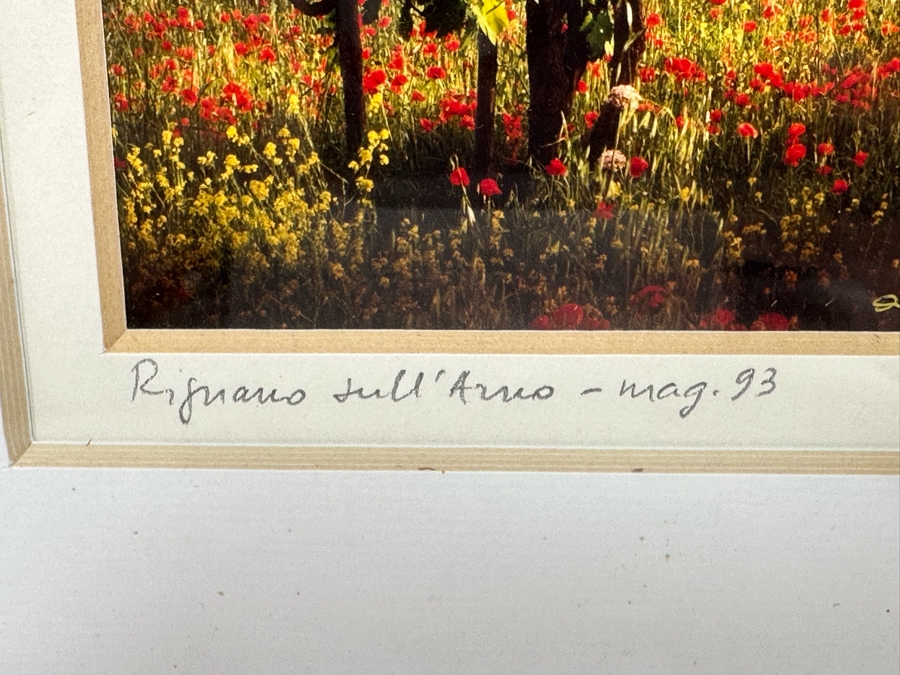 Rignano sull'Arno - mag. 93